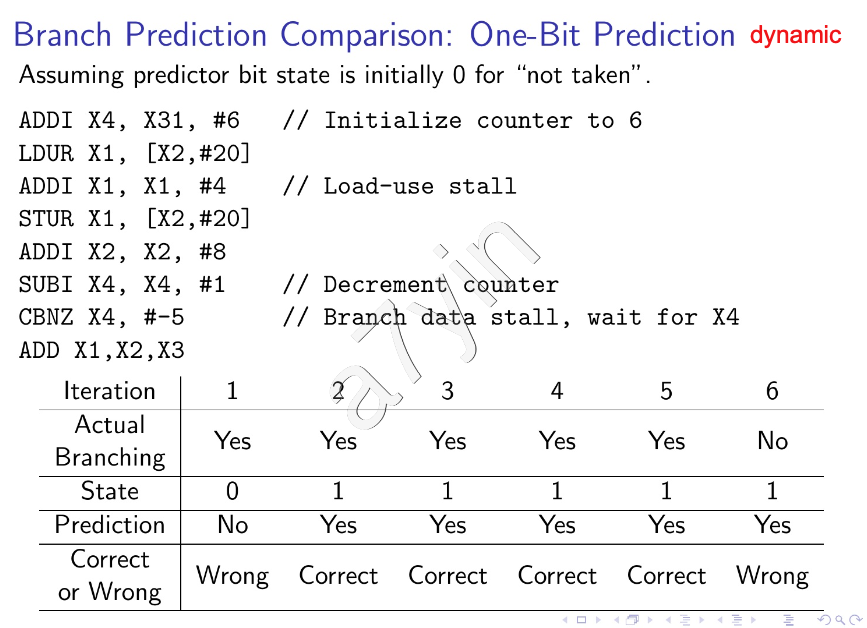 Branch Prediction Comparison: One-Bit Prediction dynamic
Assuming predictor bit state is initially 0 for “not taken”.
ADDI X4, X31, #6 // Initialize counter to 6
LDUR X1, [X2,#20]
ADDI X1, X1, #4 // Load-use stall
STUR X1, [X2,#20]
ADDI X2, X2, #8
SUBI X4, X4, #1 // Decrement counter
CBNZ X4, #-5 // Branch data stall, wait for X4
ADD X1,X2,X3
a7yin
Iteration 1 2 3 4 5 6
Actual
Branching Yes Yes Yes Yes Yes No
State 0 1 1 1 1 1
Prediction No Yes Yes Yes Yes Yes
Correct
or Wrong Wrong Correct Correct Correct Correct Wrong